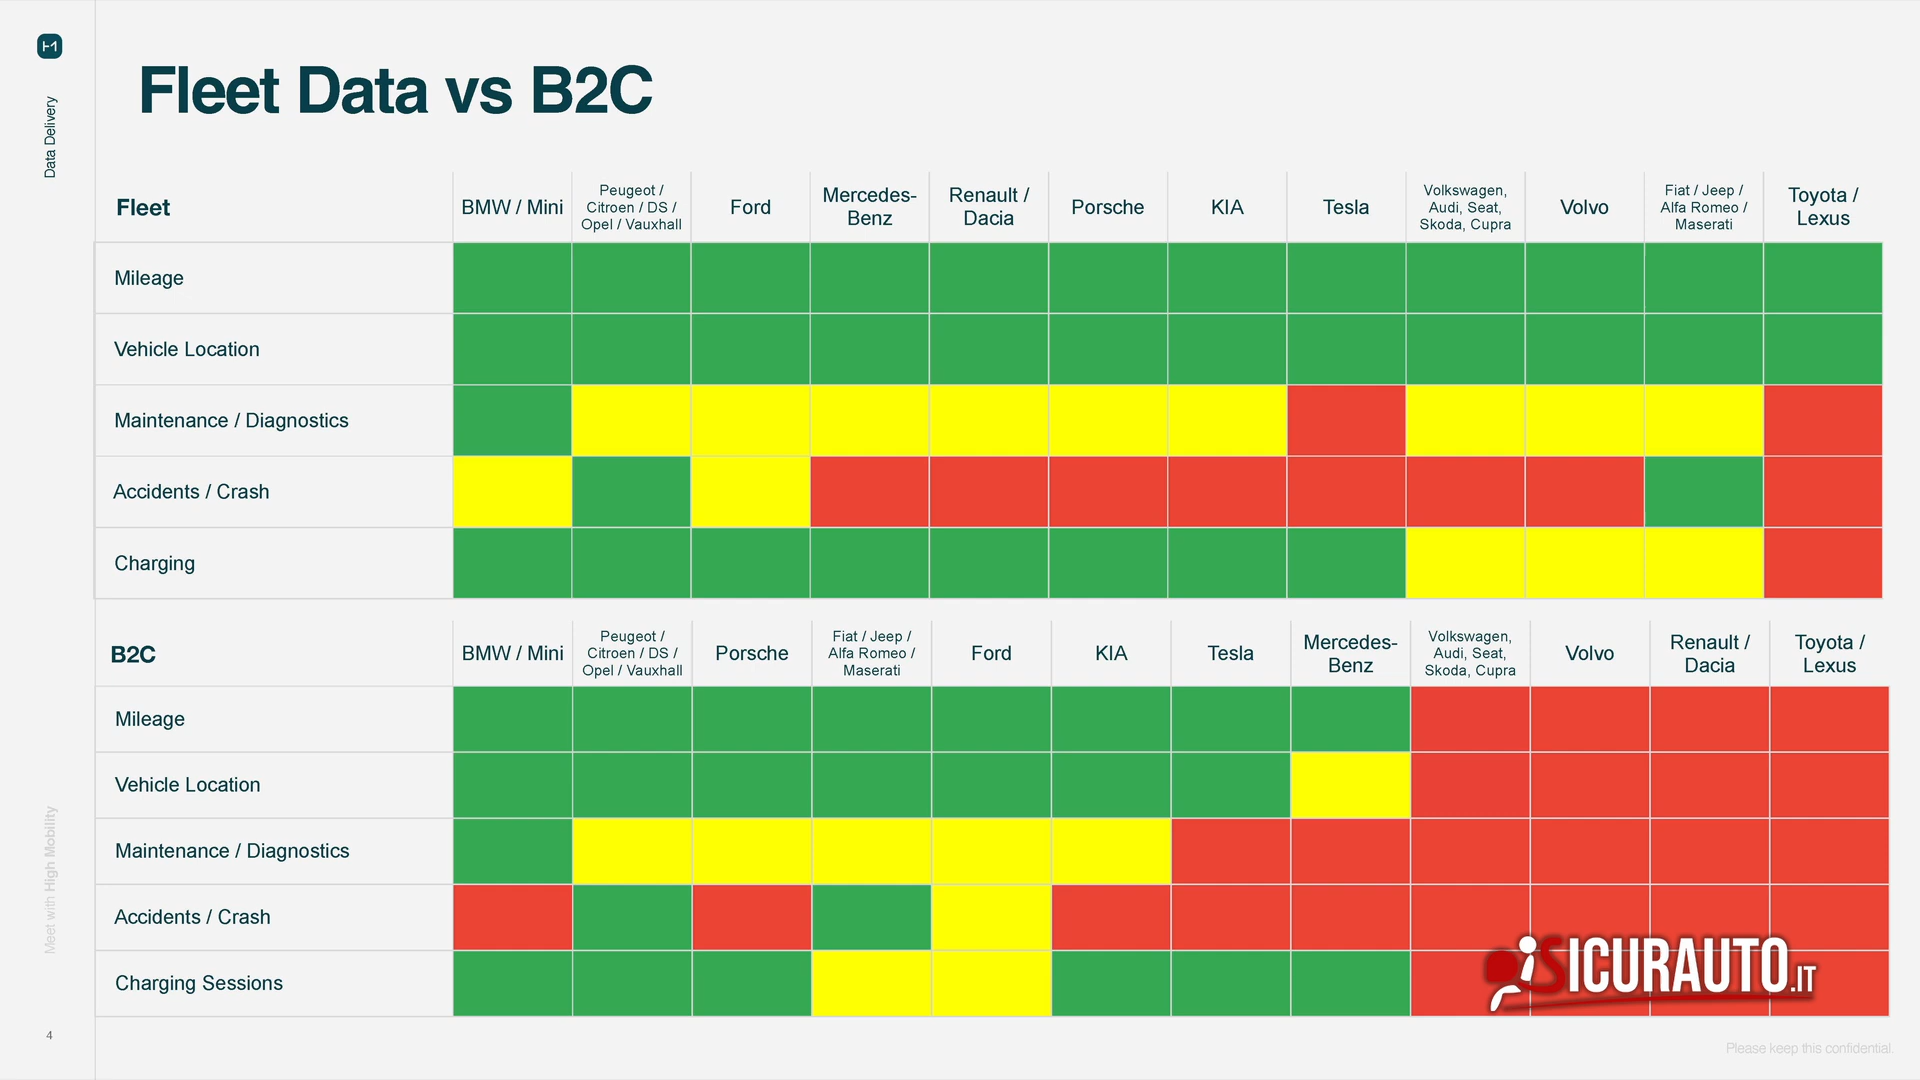 Data Delivery
Fleet Data vs B2C
Fleet
BMW / Mini
Peugeot /
Citroen / DS /
Opel / Vauxhall
Ford
Mercedes-
Benz
Renault /
Dacia
Porsche
KIA
Tesla
Volkswagen,
Audi, Seat,
Skoda, Cupra
Volvo
Fiat / Jeep /
Alfa Romeo /
Maserati
Toyota /
Lexus
Mileage
Vehicle Location
Maintenance / Diagnostics
Accidents / Crash
Charging
B2C
BMW / Mini
Peugeot /
Citroen / DS /
Opel / Vauxhall
Porsche
Fiat / Jeep /
Alfa Romeo /
Maserati
Ford
KIA
Tesla
Mercedes-
Benz
Volkswagen,
Audi, Seat,
Skoda, Cupra
Volvo
Renault /
Dacia
Toyota /
Lexus
Mileage
Vehicle Location
Maintenance / Diagnostics
Accidents / Crash
Charging Sessions
Meet with High Mobility
SICURAUTO.IT
4
Please keep this confidential.